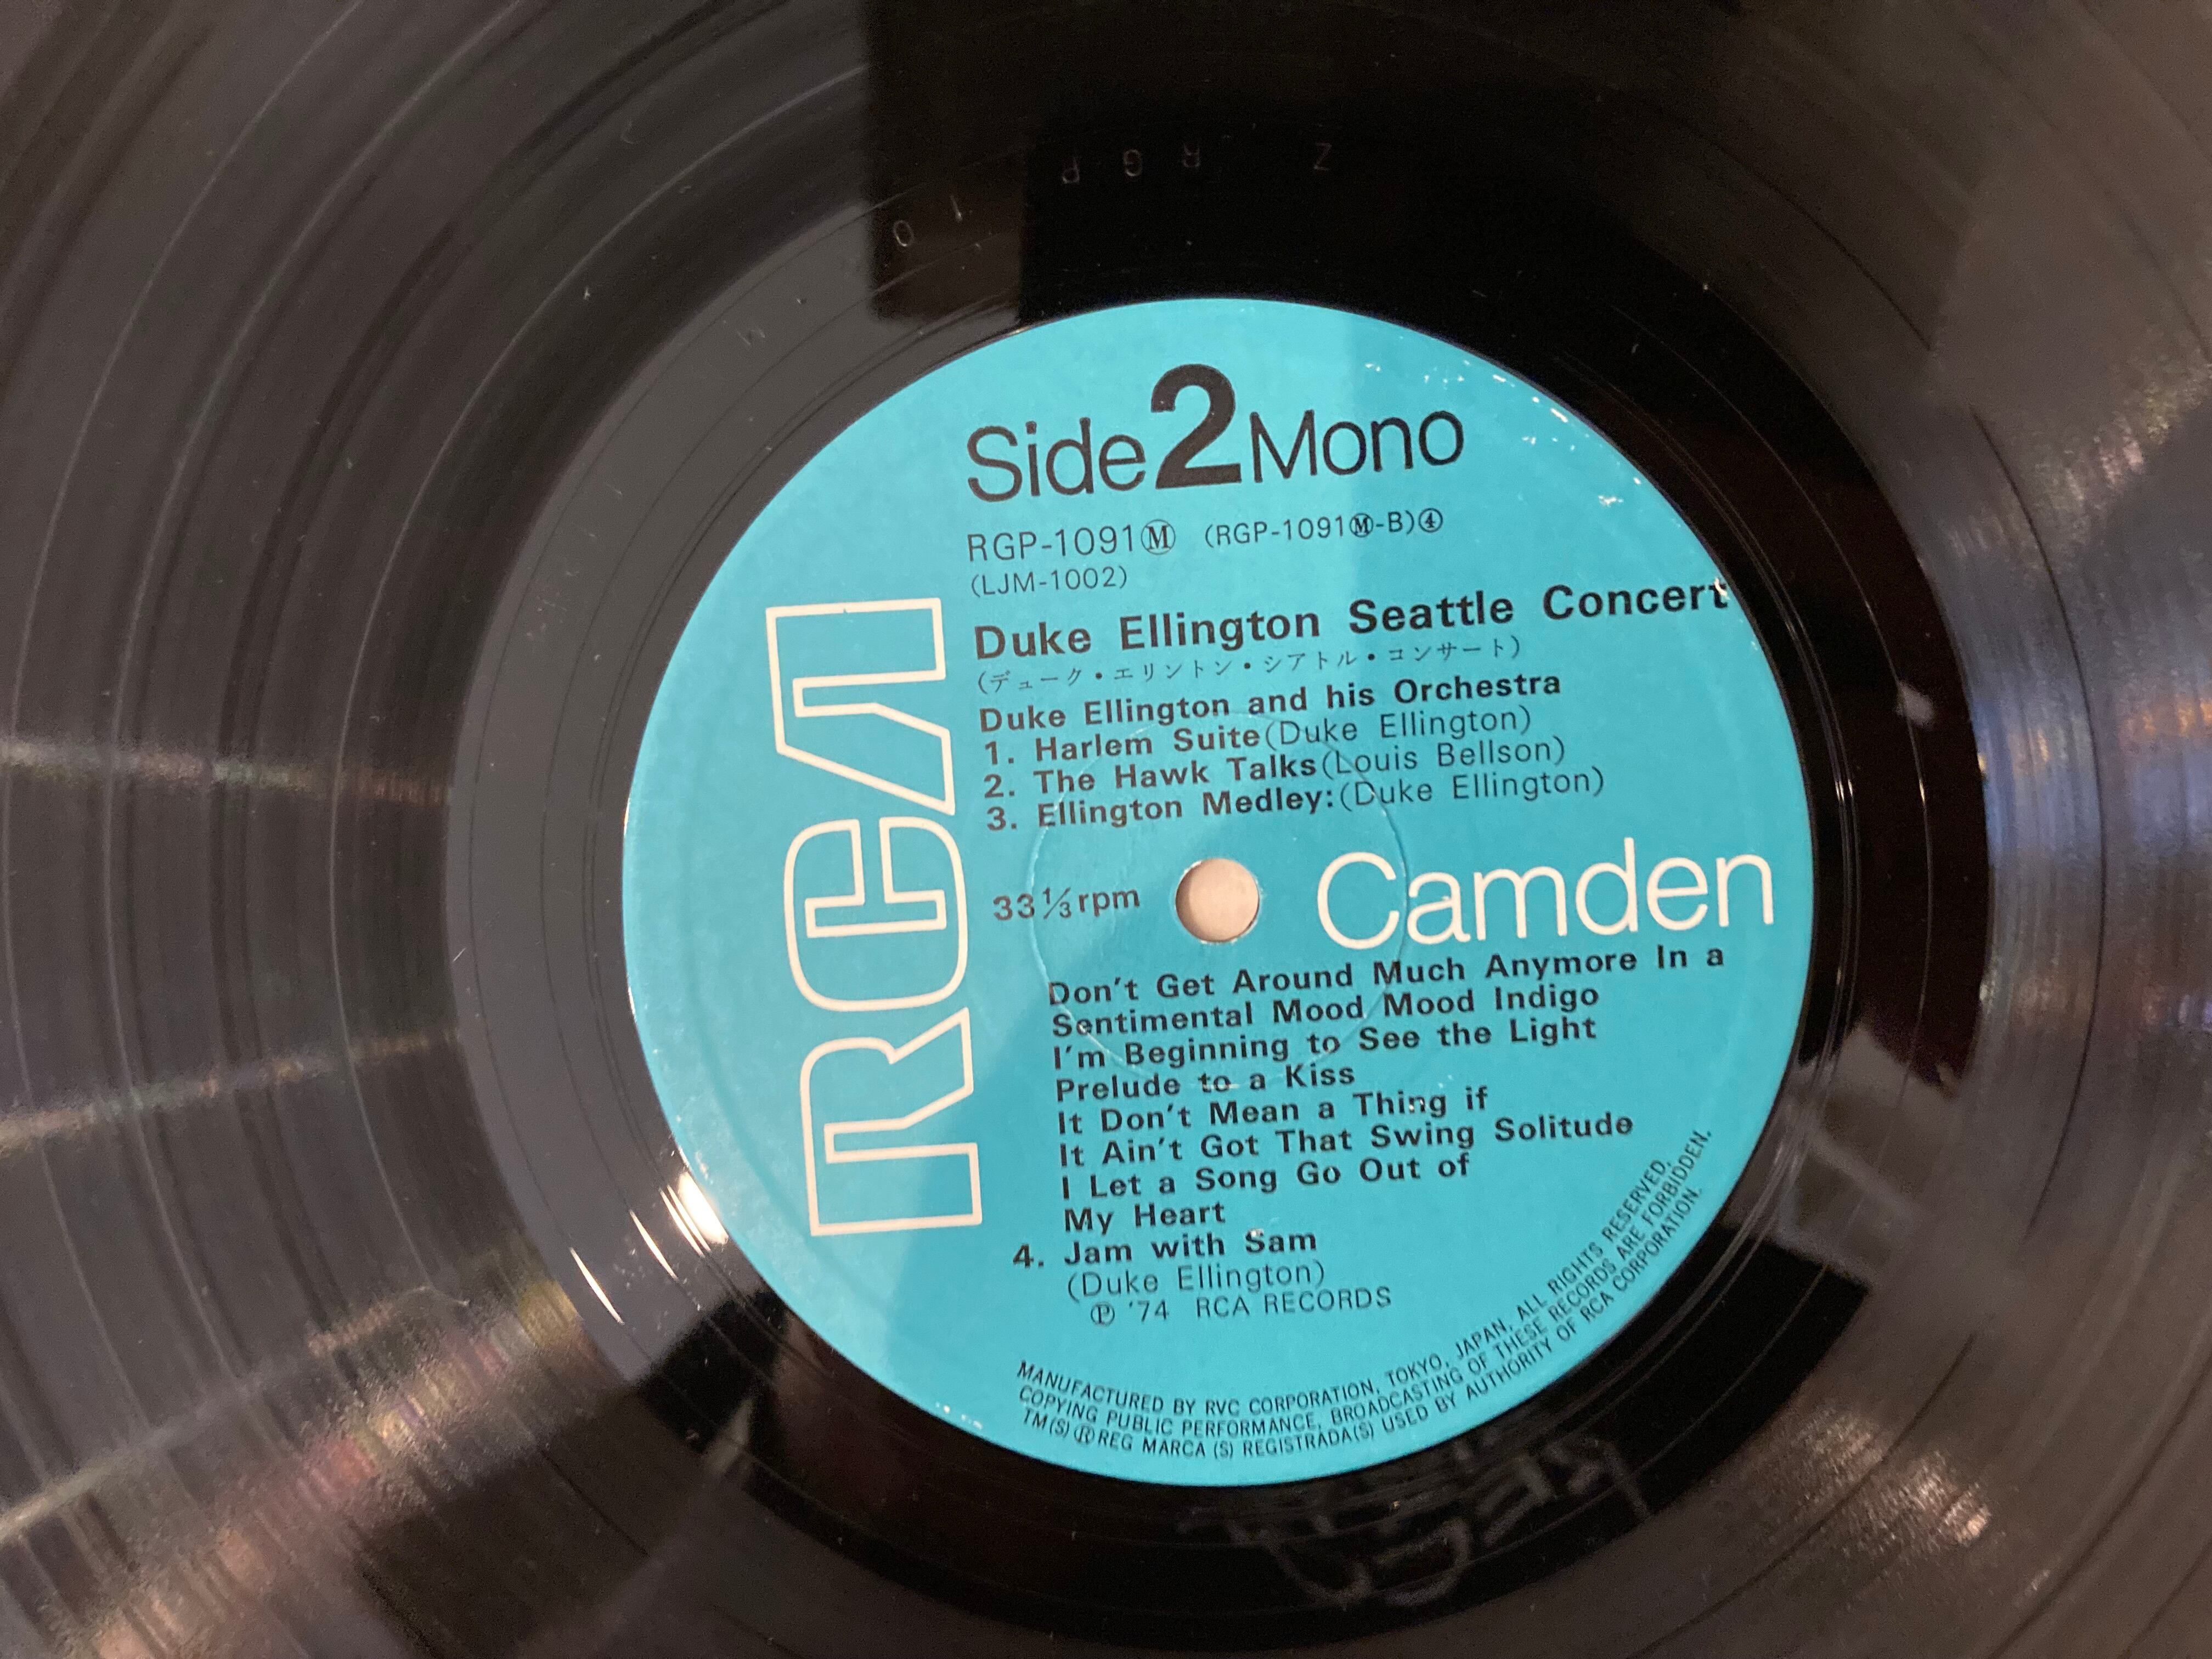 Z RGP 10
Side 2 Mono
RGP-1091Ⓜ (RGP-1091Ⓜ-B)④
(LJM-1002)
Duke Ellington Seattle Concert
(デューク・エリントン・シアトル・コンサート)
Duke Ellington and his Orchestra
1. Harlem Suite(Duke Ellington)
2. The Hawk Talks(Louis Bellson)
3. Ellington Medley:(Duke Ellington)
RCA
33⅓rpm
Camden
Don't Get Around Much Anymore In a
Sentimental Mood Mood Indigo
I'm Beginning to See the Light
Prelude to a Kiss
It Don't Mean a Thing if
It Ain't Got That Swing Solitude
I Let a Song Go Out of
My Heart
4. Jam with Sam
(Duke Ellington)
Ⓟ '74 RCA RECORDS
MANUFACTURED BY RVC CORPORATION, TOKYO, JAPAN, ALL RIGHTS RESERVED.
COPYING PUBLIC PERFORMANCE, BROADCASTING OF THESE RECORDS ARE FORBIDDEN.
TM(S)® REG MARCA (S) REGISTRADA(S) USED BY AUTHORITY OF RCA CORPORATION.